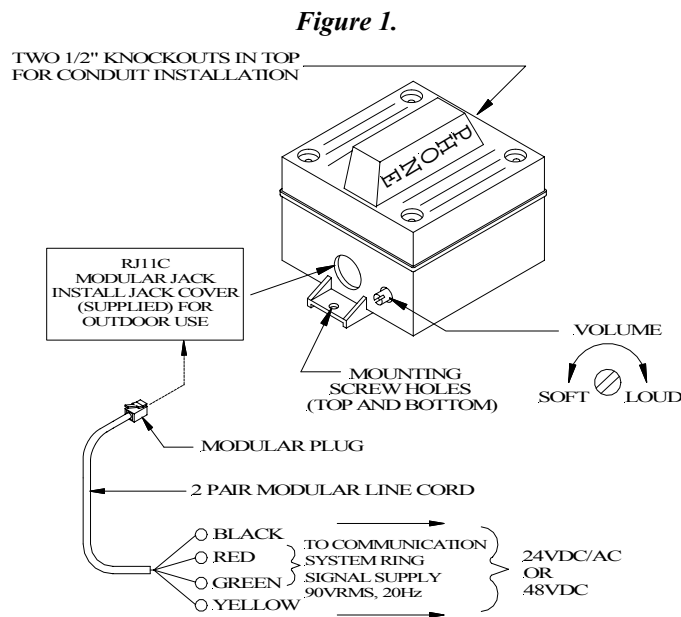 Figure 1.
TWO 1/2" KNOCKOUTS IN TOP
FOR CONDUIT INSTALLATION
PHONE
RJ11C
MODULAR JACK
INSTALL JACK COVER
(SUPPLIED) FOR
OUTDOOR USE
VOLUME
SOFT
LOUD
MOUNTING
SCREW HOLES
(TOP AND BOTTOM)
MODULAR PLUG
2 PAIR MODULAR LINE CORD
BLACK
RED
GREEN
YELLOW
TO COMMUNICATION
SYSTEM RING
SIGNAL SUPPLY
90VRMS, 20Hz
24VDC/AC
OR
48VDC